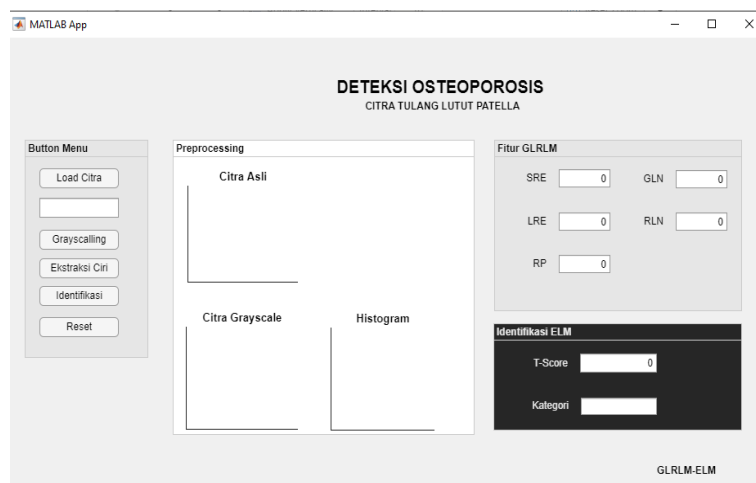 MATLAB App
DETEKSI OSTEOPOROSIS
CITRA TULANG LUTUT PATELLA
Button Menu
Load Citra
Grayscalling
Ekstraksi Ciri
Identifikasi
Reset
Preprocessing
Citra Asli
Citra Grayscale
Histogram
Fitur GLRLM
SRE 0 GLN 0
LRE 0 RLN 0
RP 0
Identifikasi ELM
T-Score 0
Kategori
GLRLM-ELM